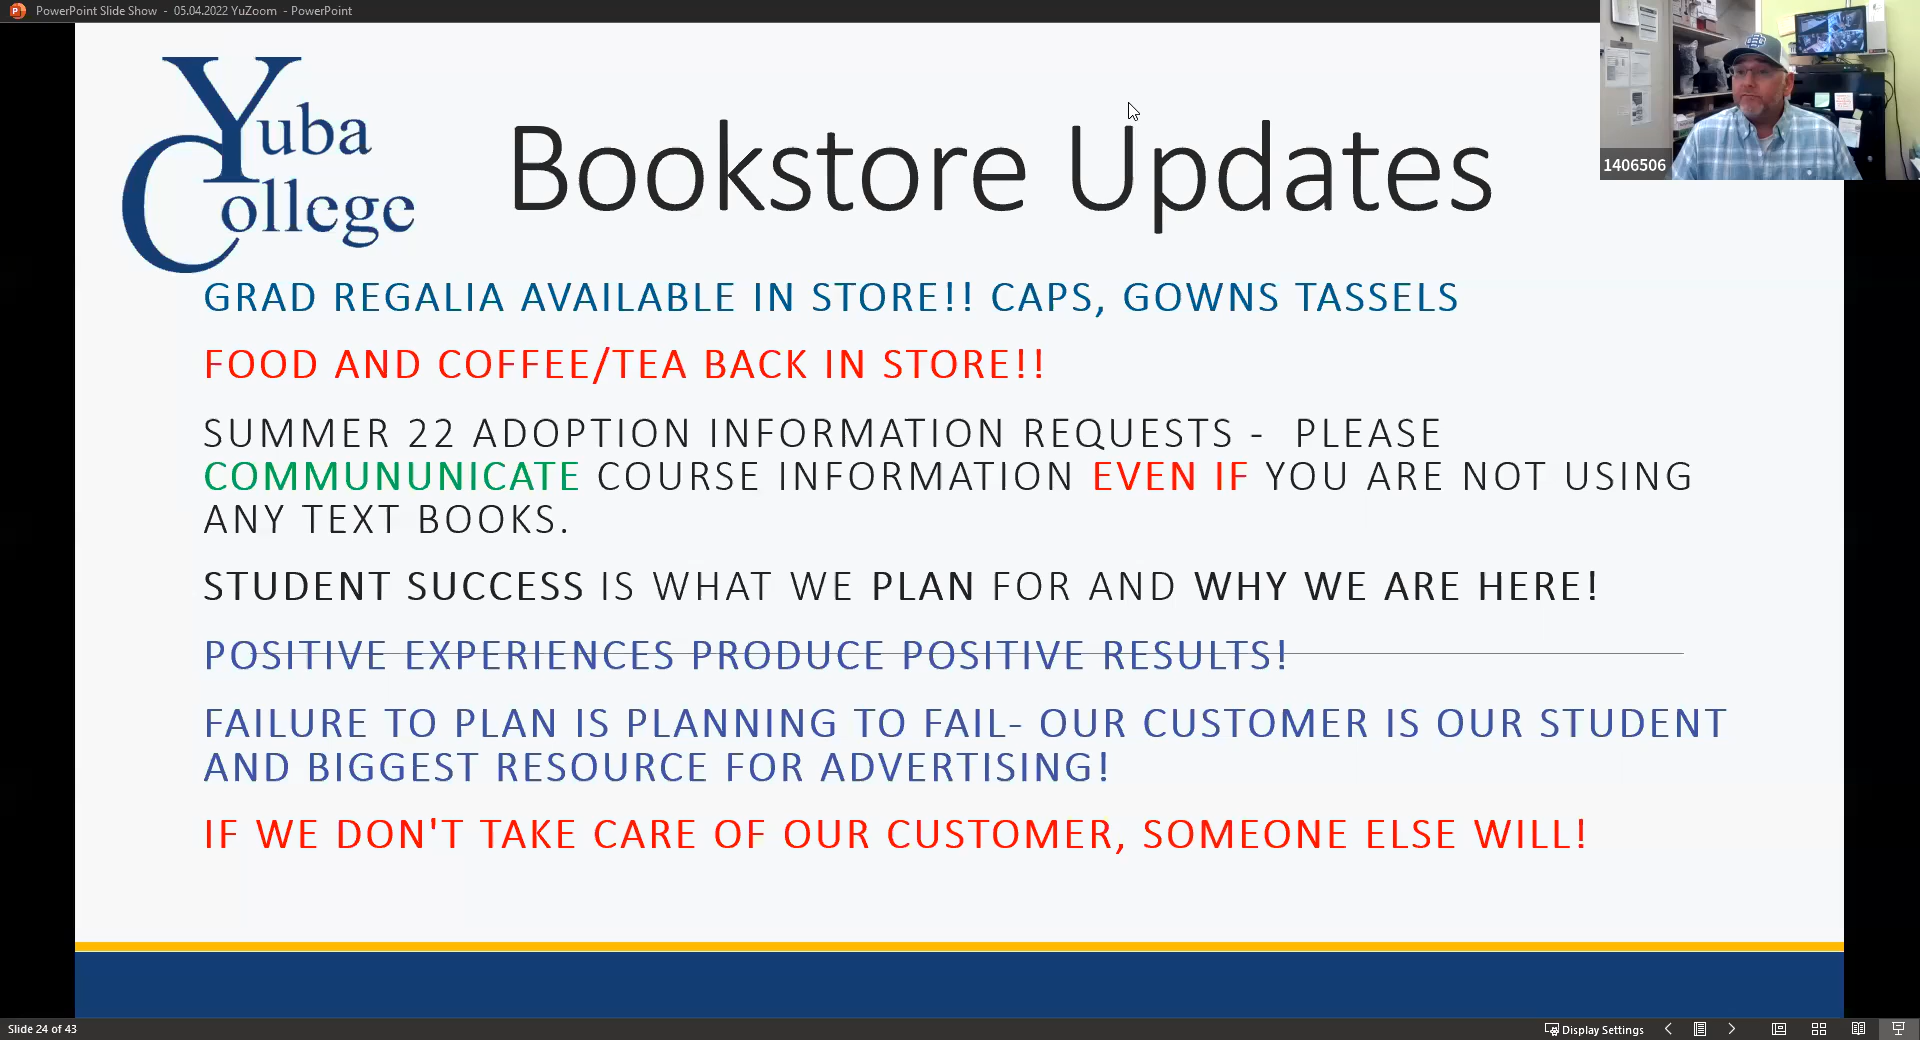 PowerPoint Slide Show - 05.04.2022 YuZoom - PowerPoint
1406506
Yuba
College
Bookstore Updates
GRAD REGALIA AVAILABLE IN STORE!! CAPS, GOWNS TASSELS
FOOD AND COFFEE/TEA BACK IN STORE!!
SUMMER 22 ADOPTION INFORMATION REQUESTS - PLEASE
COMMUNUNICATE COURSE INFORMATION EVEN IF YOU ARE NOT USING
ANY TEXT BOOKS.
STUDENT SUCCESS IS WHAT WE PLAN FOR AND WHY WE ARE HERE!
POSITIVE EXPERIENCES PRODUCE POSITIVE RESULTS!
FAILURE TO PLAN IS PLANNING TO FAIL- OUR CUSTOMER IS OUR STUDENT
AND BIGGEST RESOURCE FOR ADVERTISING!
IF WE DON'T TAKE CARE OF OUR CUSTOMER, SOMEONE ELSE WILL!
Slide 24 of 43
Display Settings